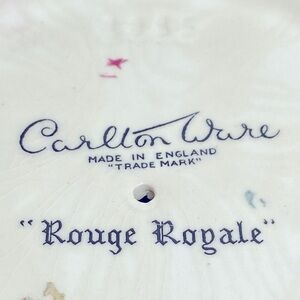 Carlton Ware
MADE IN ENGLAND
"TRADE MARK"
"Rouge Royale"